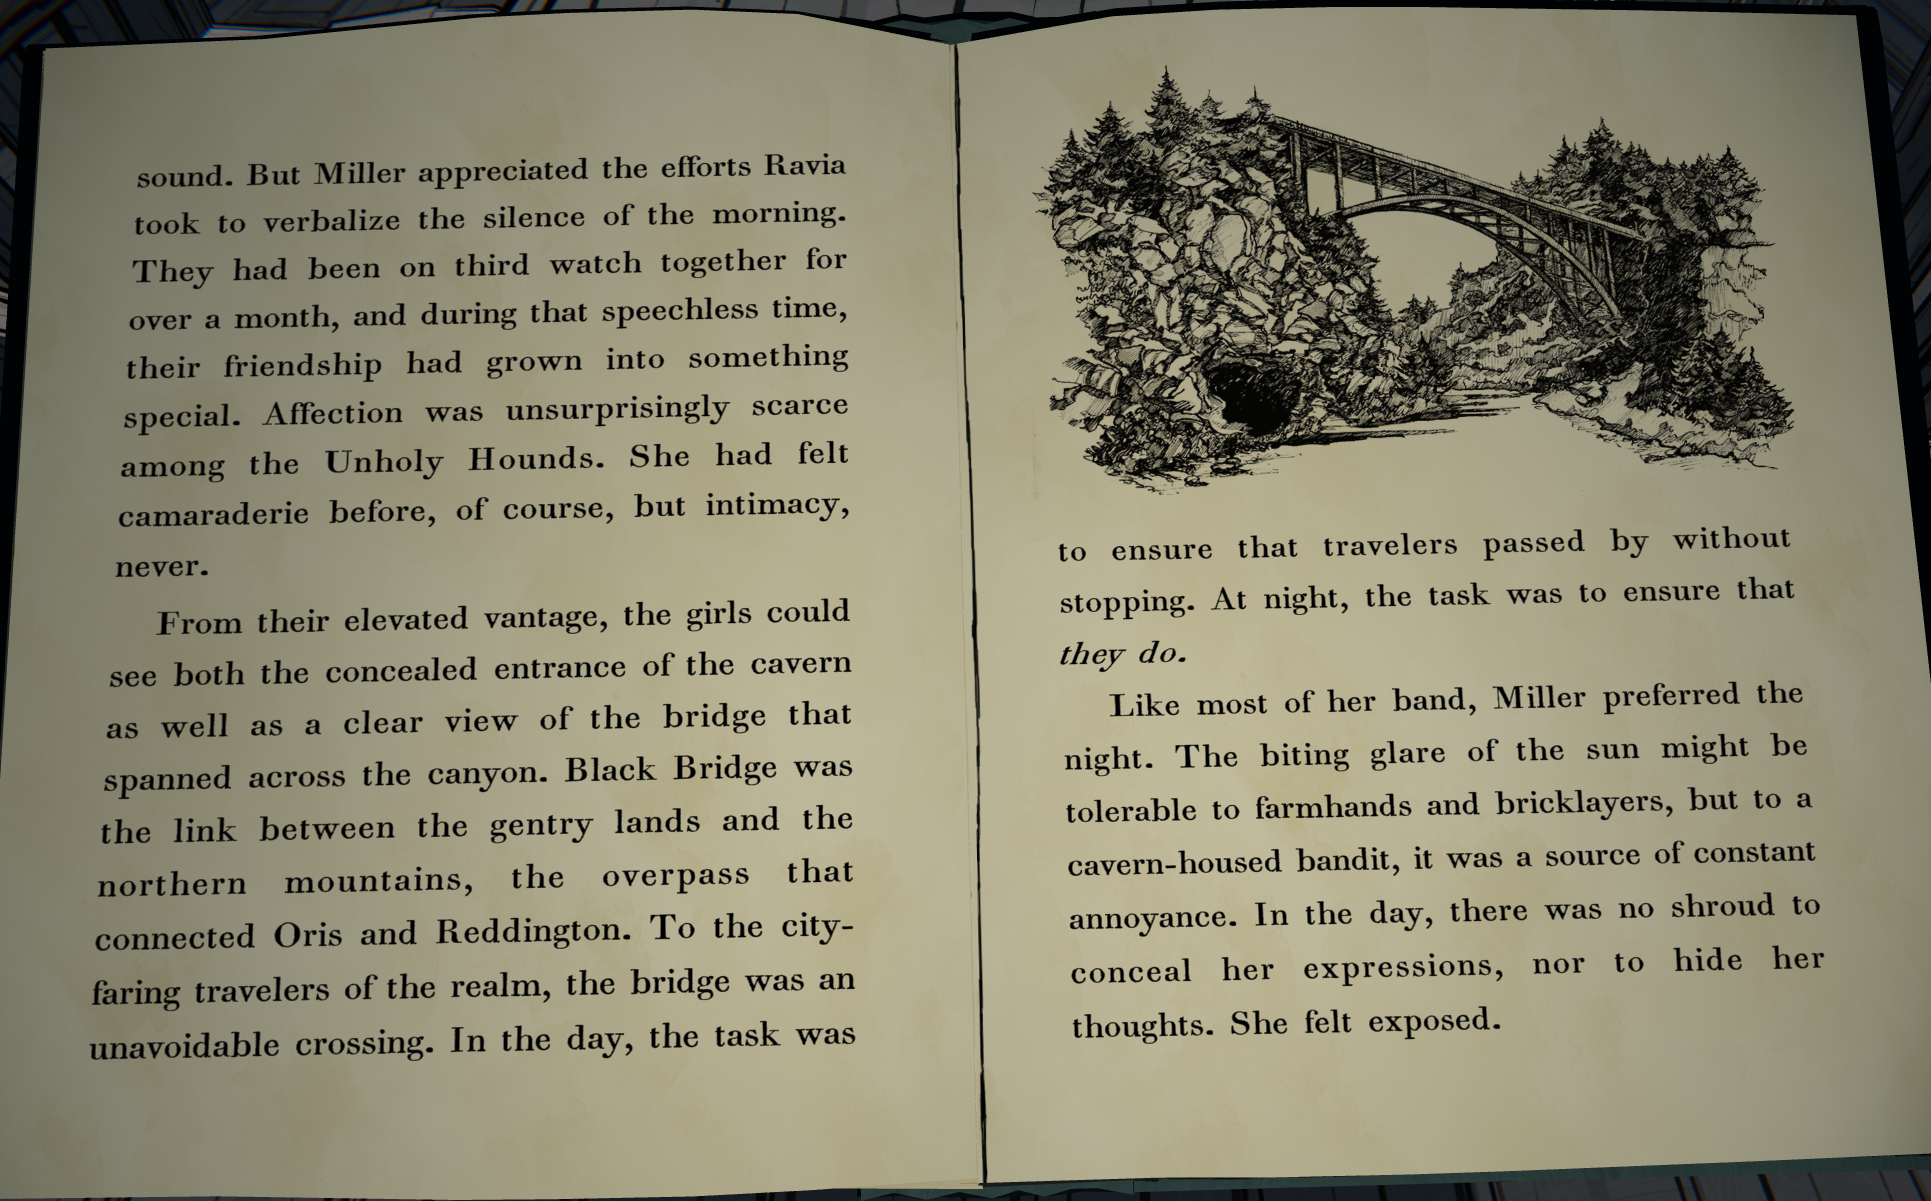 sound. But Miller appreciated the efforts Ravia
took to verbalize the silence of the morning.
They had been on third watch together for
over a month, and during that speechless time,
their friendship had grown into something
special. Affection was unsurprisingly scarce
among the Unholy Hounds. She had felt
camaraderie before, of course, but intimacy,
never.
From their elevated vantage, the girls could
see both the concealed entrance of the cavern
as well as a clear view of the bridge that
spanned across the canyon. Black Bridge was
the link between the gentry lands and the
northern mountains, the overpass that
connected Oris and Reddington. To the city-
faring travelers of the realm, the bridge was an
unavoidable crossing. In the day, the task was
to ensure that travelers passed by without
stopping. At night, the task was to ensure that
they do.
Like most of her band, Miller preferred the
night. The biting glare of the sun might be
tolerable to farmhands and bricklayers, but to a
cavern-housed bandit, it was a source of constant
annoyance. In the day, there was no shroud to
conceal her expressions, nor to hide her
thoughts. She felt exposed.